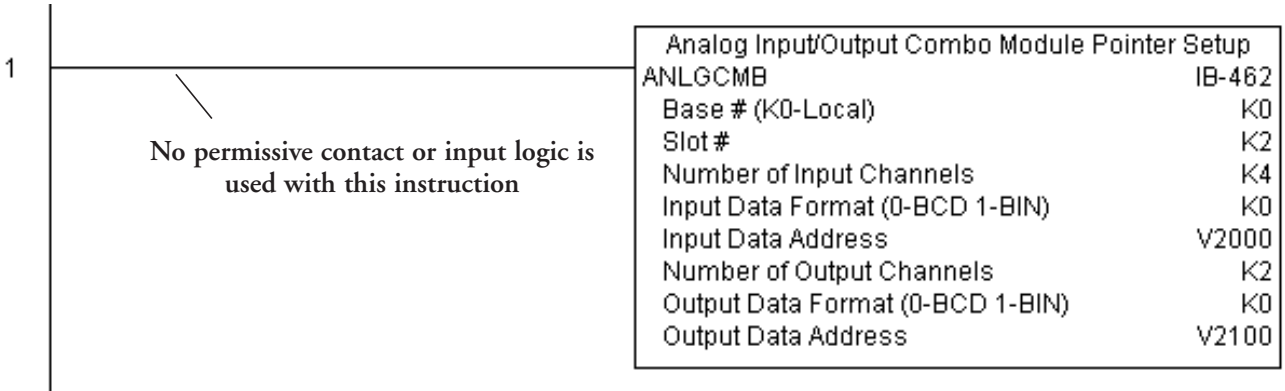 1
No permissive contact or input logic is
used with this instruction
Analog Input/Output Combo Module Pointer Setup
ANLGCMB IB-462
Base # (K0-Local) K0
Slot # K2
Number of Input Channels K4
Input Data Format (0-BCD 1-BIN) K0
Input Data Address V2000
Number of Output Channels K2
Output Data Format (0-BCD 1-BIN) K0
Output Data Address V2100